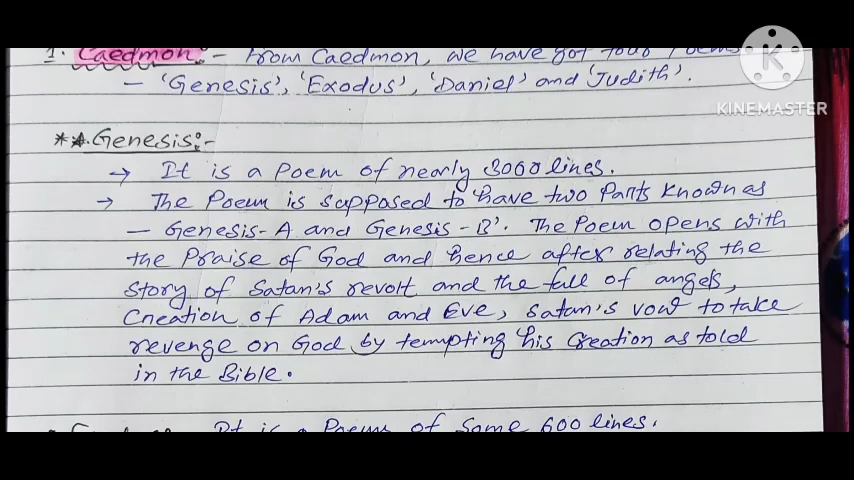 1. Caedmon:- From Caedmon, we have got four Poems
- 'Genesis', 'Exodus', 'Daniel' and 'Judith'.
K
KINEMASTER
**A. Genesis:-
→ It is a Poem of nearly 3000 lines.
→ The Poem is supposed to have two Parts known as
- Genesis-A and Genesis-B'. The Poem opens with
the Praise of God and hence after relating the
story of Satan's revolt and the fall of angels,
Creation of Adam and Eve, Satan's vow to take
revenge on God by tempting his Creation as told
in the Bible.
It is a Poem of Some 600 lines.